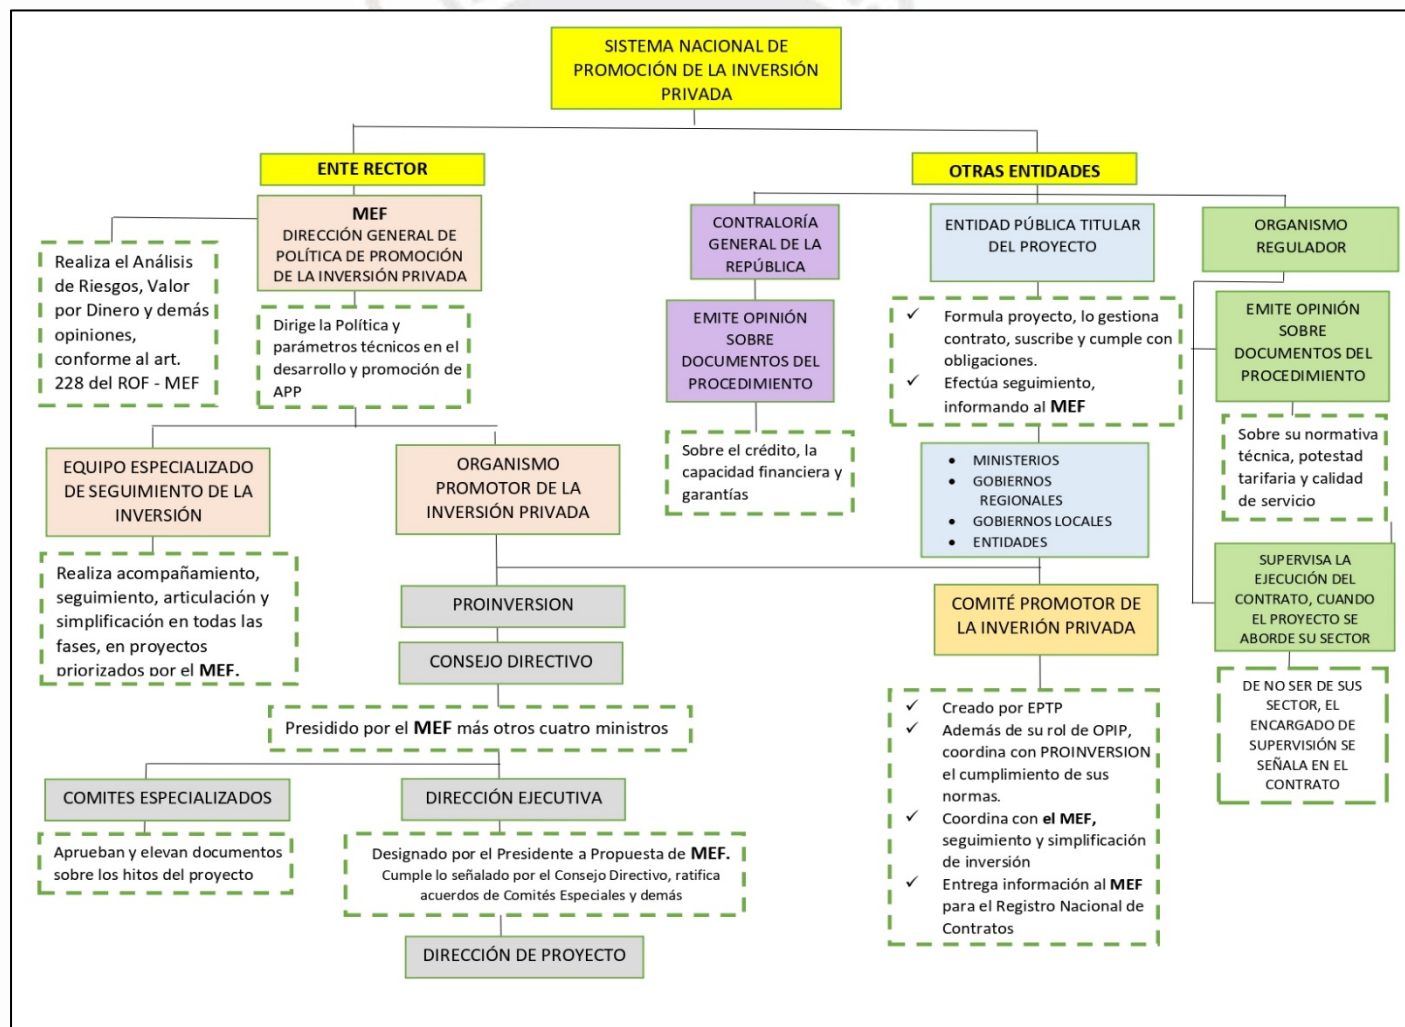 SISTEMA NACIONAL DE
PROMOCIÓN DE LA INVERSIÓN
PRIVADA
ENTE RECTOR
OTRAS ENTIDADES
MEF
DIRECCIÓN GENERAL DE
POLÍTICA DE PROMOCIÓN
DE LA INVERSIÓN PRIVADA
Realiza el Análisis
de Riesgos, Valor
por Dinero y demás
opiniones,
conforme al art.
228 del ROF - MEF
Dirige la Política y
parámetros técnicos en el
desarrollo y promoción de
APP
EQUIPO ESPECIALIZADO
DE SEGUIMIENTO DE LA
INVERSIÓN
Realiza acompañamiento,
seguimiento, articulación y
simplificación en todas las
fases, en proyectos
priorizados por el MEF.
ORGANISMO
PROMOTOR DE LA
INVERSIÓN PRIVADA
PROINVERSION
CONSEJO DIRECTIVO
Presidido por el MEF más otros cuatro ministros
COMITES ESPECIALIZADOS
Aprueban y elevan documentos
sobre los hitos del proyecto
DIRECCIÓN EJECUTIVA
Designado por el Presidente a Propuesta de MEF.
Cumple lo señalado por el Consejo Directivo, ratifica
acuerdos de Comités Especiales y demás
DIRECCIÓN DE PROYECTO
CONTRALORÍA
GENERAL DE LA
REPÚBLICA
EMITE OPINIÓN
SOBRE
DOCUMENTOS DEL
PROCEDIMIENTO
Sobre el crédito, la
capacidad financiera y
garantías
ENTIDAD PÚBLICA TITULAR
DEL PROYECTO
✓ Formula proyecto, lo gestiona
contrato, suscribe y cumple con
obligaciones.
✓ Efectúa seguimiento,
informando al MEF
• MINISTERIOS
• GOBIERNOS
REGIONALES
• GOBIERNOS LOCALES
• ENTIDADES
COMITÉ PROMOTOR DE
LA INVERIÓN PRIVADA
✓ Creado por EPTP
✓ Además de su rol de OPIP,
coordina con PROINVERSION
el cumplimiento de sus
normas.
✓ Coordina con el MEF,
seguimiento y simplificación
de inversión
✓ Entrega información al MEF
para el Registro Nacional de
Contratos
ORGANISMO
REGULADOR
EMITE OPINIÓN
SOBRE
DOCUMENTOS DEL
PROCEDIMIENTO
Sobre su normativa
técnica, potestad
tarifaria y calidad
de servicio
SUPERVISA LA
EJECUCIÓN DEL
CONTRATO, CUANDO
EL PROYECTO SE
ABORDE SU SECTOR
DE NO SER DE SUS
SECTOR, EL
ENCARGADO DE
SUPERVISIÓN SE
SEÑALA EN EL
CONTRATO